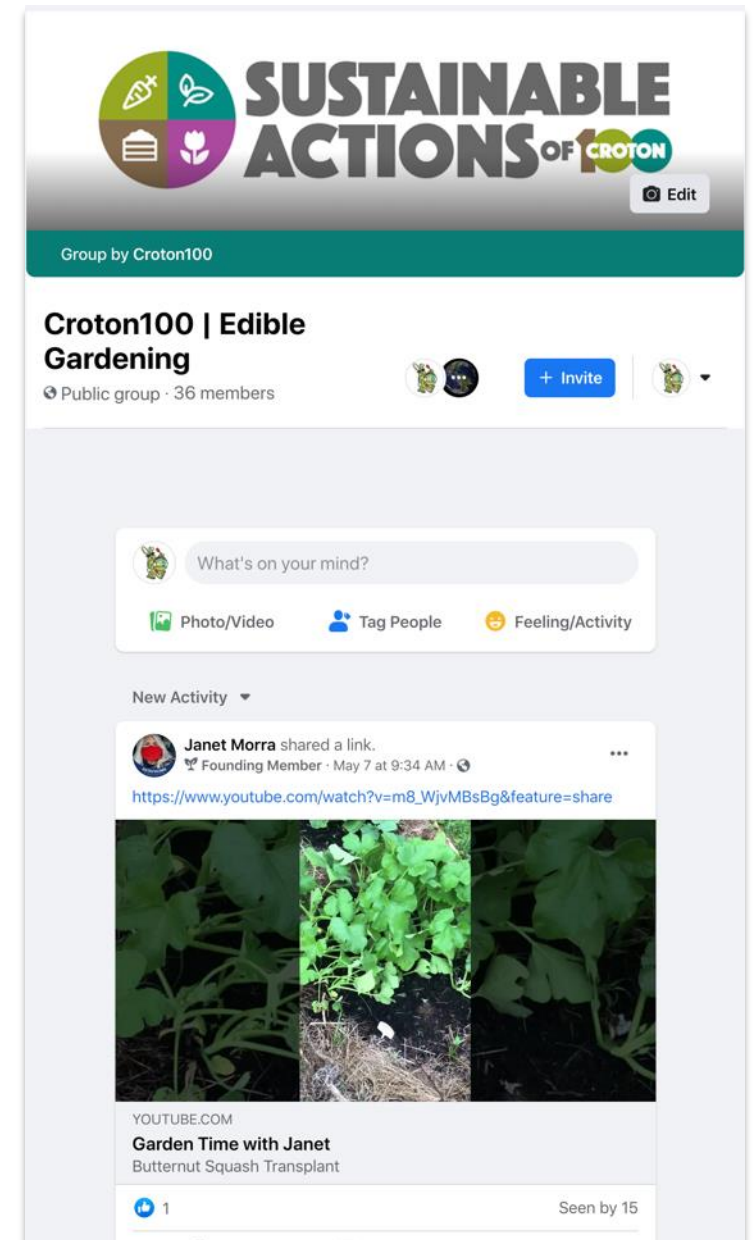 SUSTAINABLE
ACTIONS OF 100 CROTON
Edit
Group by Croton100
Croton100 | Edible
Gardening
Public group · 36 members
+ Invite
What's on your mind?
Photo/Video Tag People Feeling/Activity
New Activity
Janet Morra shared a link.
Founding Member · May 7 at 9:34 AM ·
https://www.youtube.com/watch?v=m8_WjvMBsBg&feature=share
YOUTUBE.COM
Garden Time with Janet
Butternut Squash Transplant
1 Seen by 15